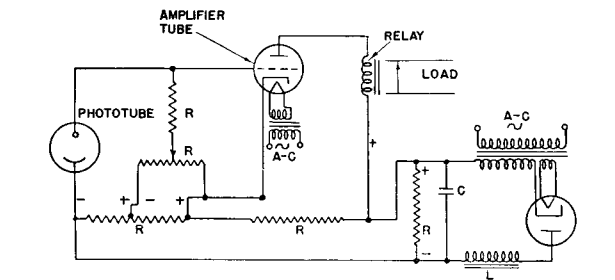 AMPLIFIER
TUBE
RELAY
LOAD
PHOTOTUBE
R
R
A-C
A-C
+
- + - +
R
R
+
R
-
C
L